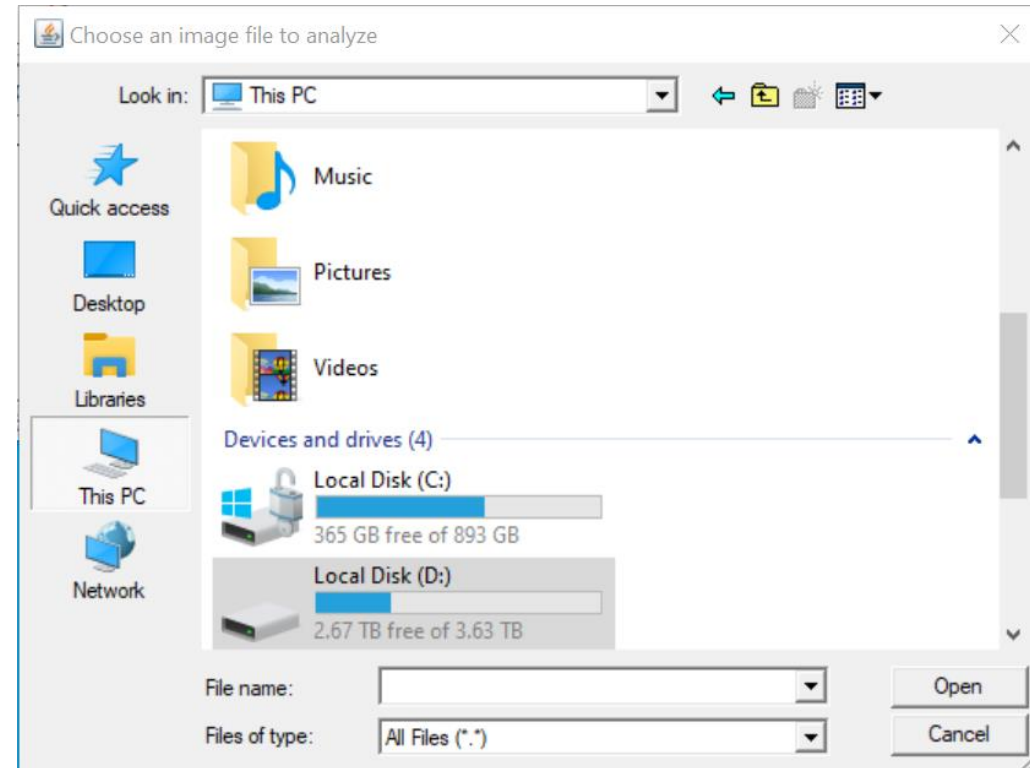 Choose an image file to analyze
Look in: This PC
Quick access
Desktop
Libraries
This PC
Network
Music
Pictures
Videos
Devices and drives (4)
Local Disk (C:)
365 GB free of 893 GB
Local Disk (D:)
2.67 TB free of 3.63 TB
File name:
Open
Files of type: All Files (*.*)
Cancel